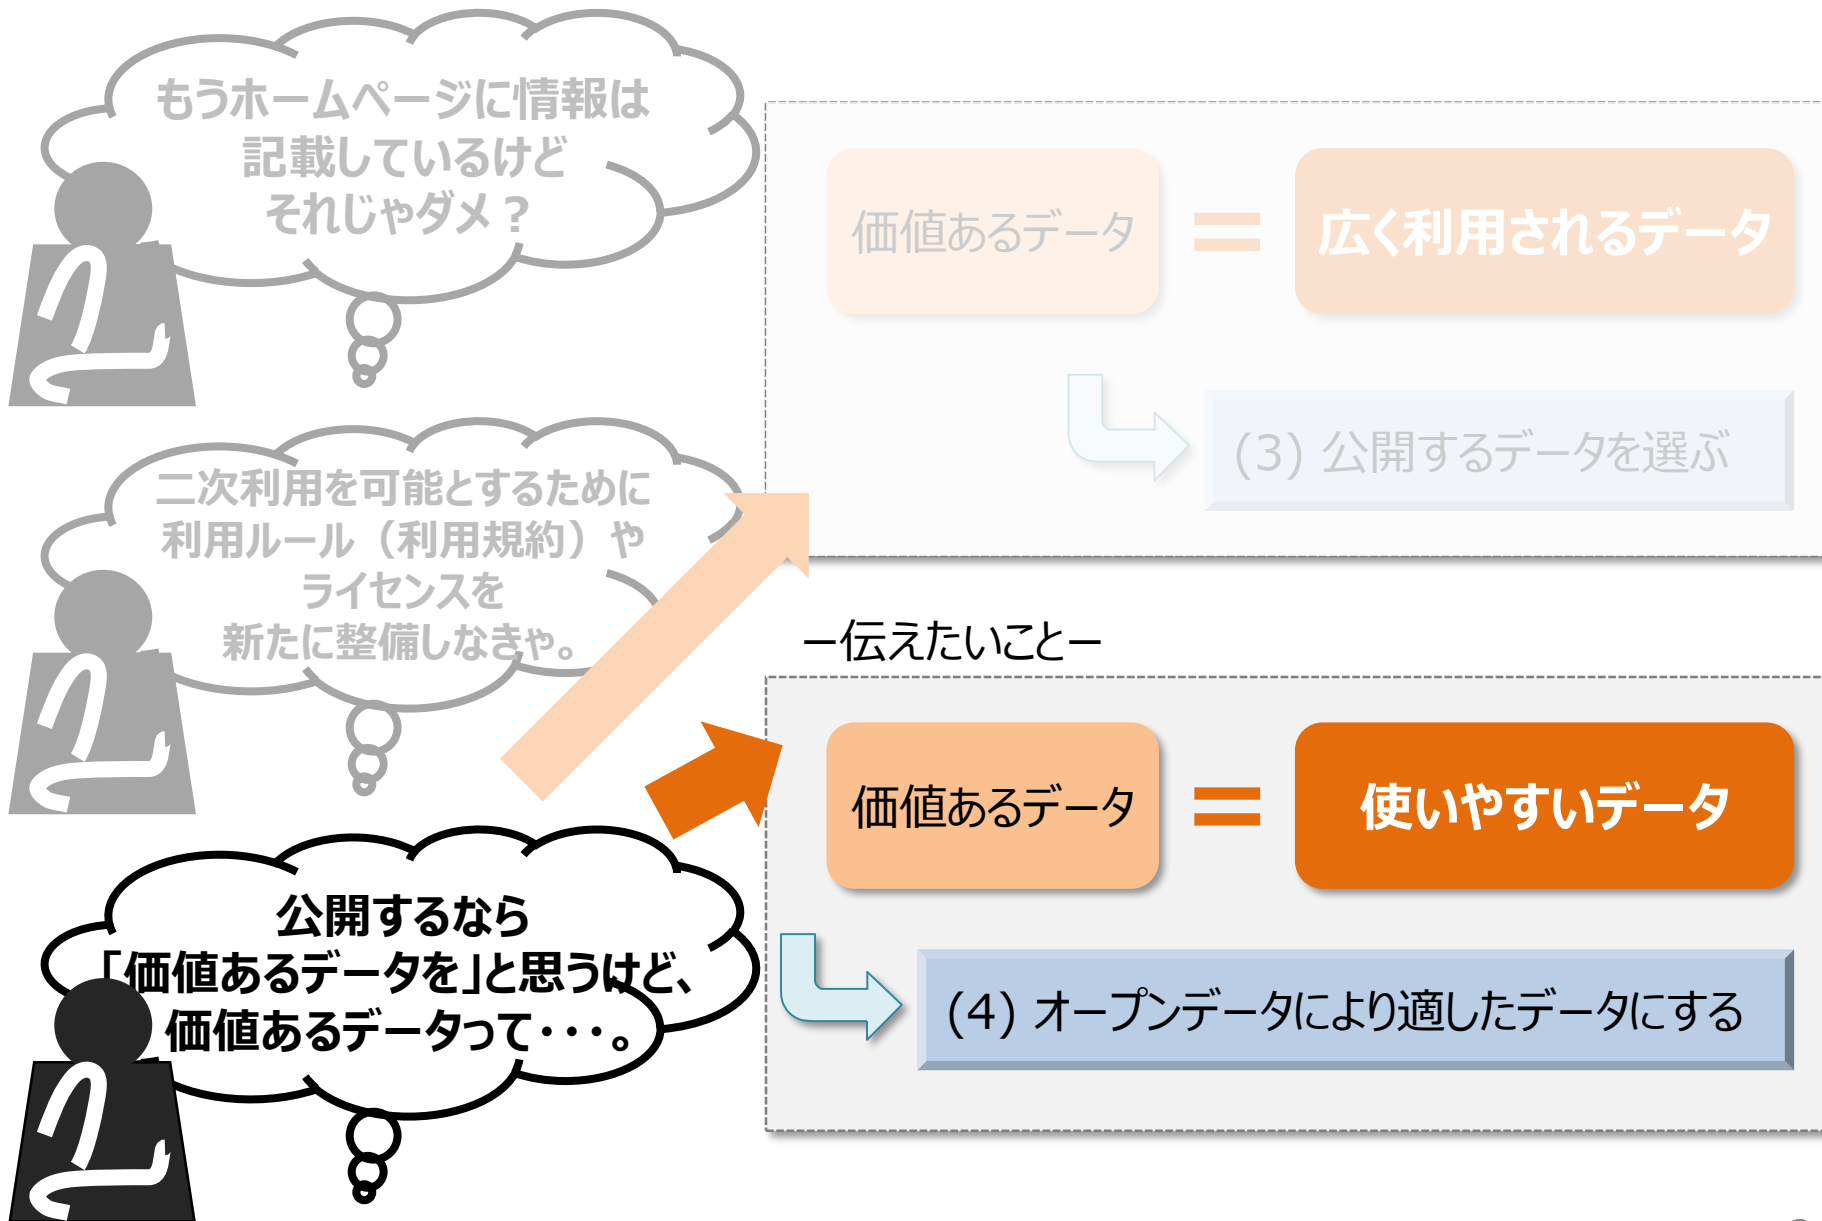 もうホームページに情報は
記載しているけど
それじゃダメ？
二次利用を可能とするために
利用ルール（利用規約）や
ライセンスを
新たに整備しなきゃ。
公開するなら
「価値あるデータを」と思うけど、
価値あるデータって・・・。
価値あるデータ
＝
広く利用されるデータ
(3) 公開するデータを選ぶ
ー伝えたいことー
価値あるデータ
＝
使いやすいデータ
(4) オープンデータにより適したデータにする